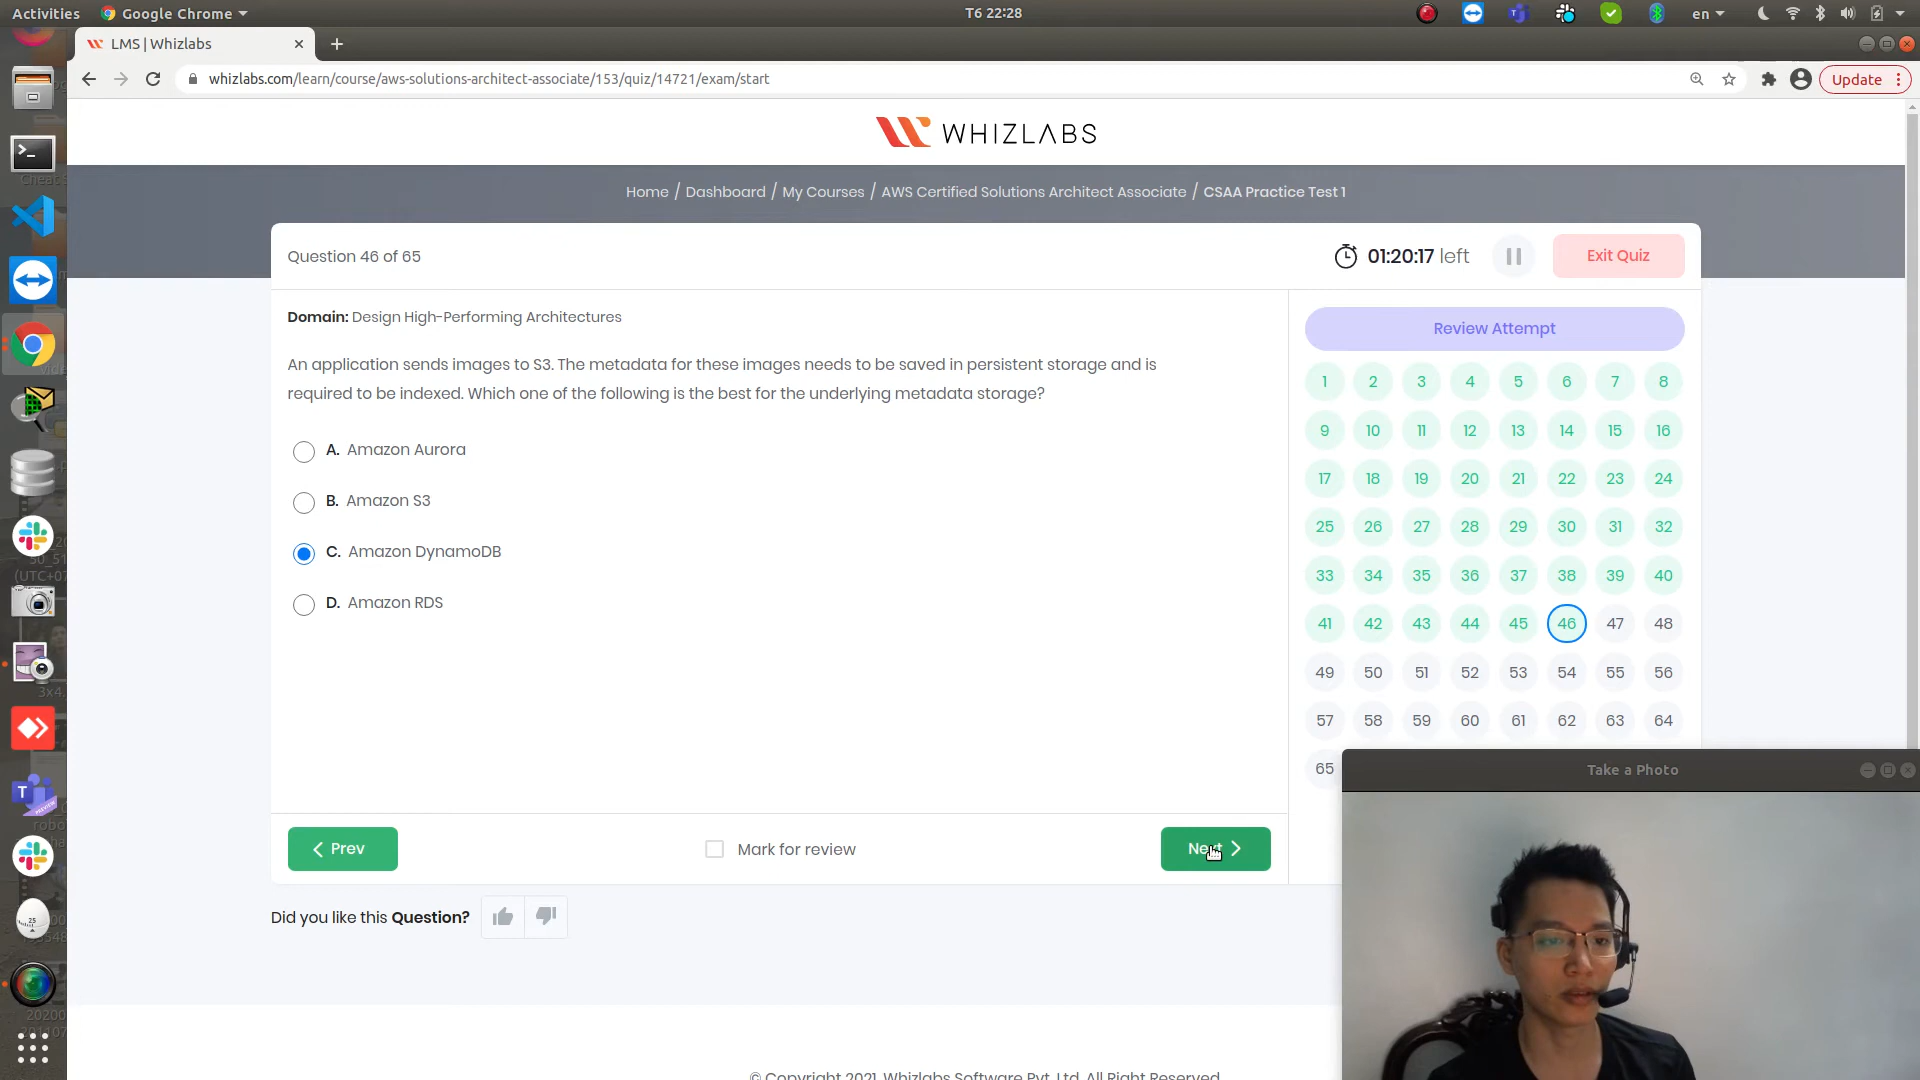 Activities
Google Chrome
T6 22:28
en
LMS | Whizlabs
whizlabs.com/learn/course/aws-solutions-architect-associate/153/quiz/14721/exam/start
Update
WHIZLABS
Home / Dashboard / My Courses / AWS Certified Solutions Architect Associate / CSAA Practice Test 1
Question 46 of 65
01:20:17 left
Exit Quiz
Domain: Design High-Performing Architectures
An application sends images to S3. The metadata for these images needs to be saved in persistent storage and is
required to be indexed. Which one of the following is the best for the underlying metadata storage?
A. Amazon Aurora
B. Amazon S3
C. Amazon DynamoDB
D. Amazon RDS
Review Attempt
1 2 3 4 5 6 7 8
9 10 11 12 13 14 15 16
17 18 19 20 21 22 23 24
25 26 27 28 29 30 31 32
33 34 35 36 37 38 39 40
41 42 43 44 45 46 47 48
49 50 51 52 53 54 55 56
57 58 59 60 61 62 63 64
65
Take a Photo
Prev
Mark for review
Next
Did you like this Question?
© Copyright 2021. Whizlabs Software Pvt. Ltd. All Right Reserved.